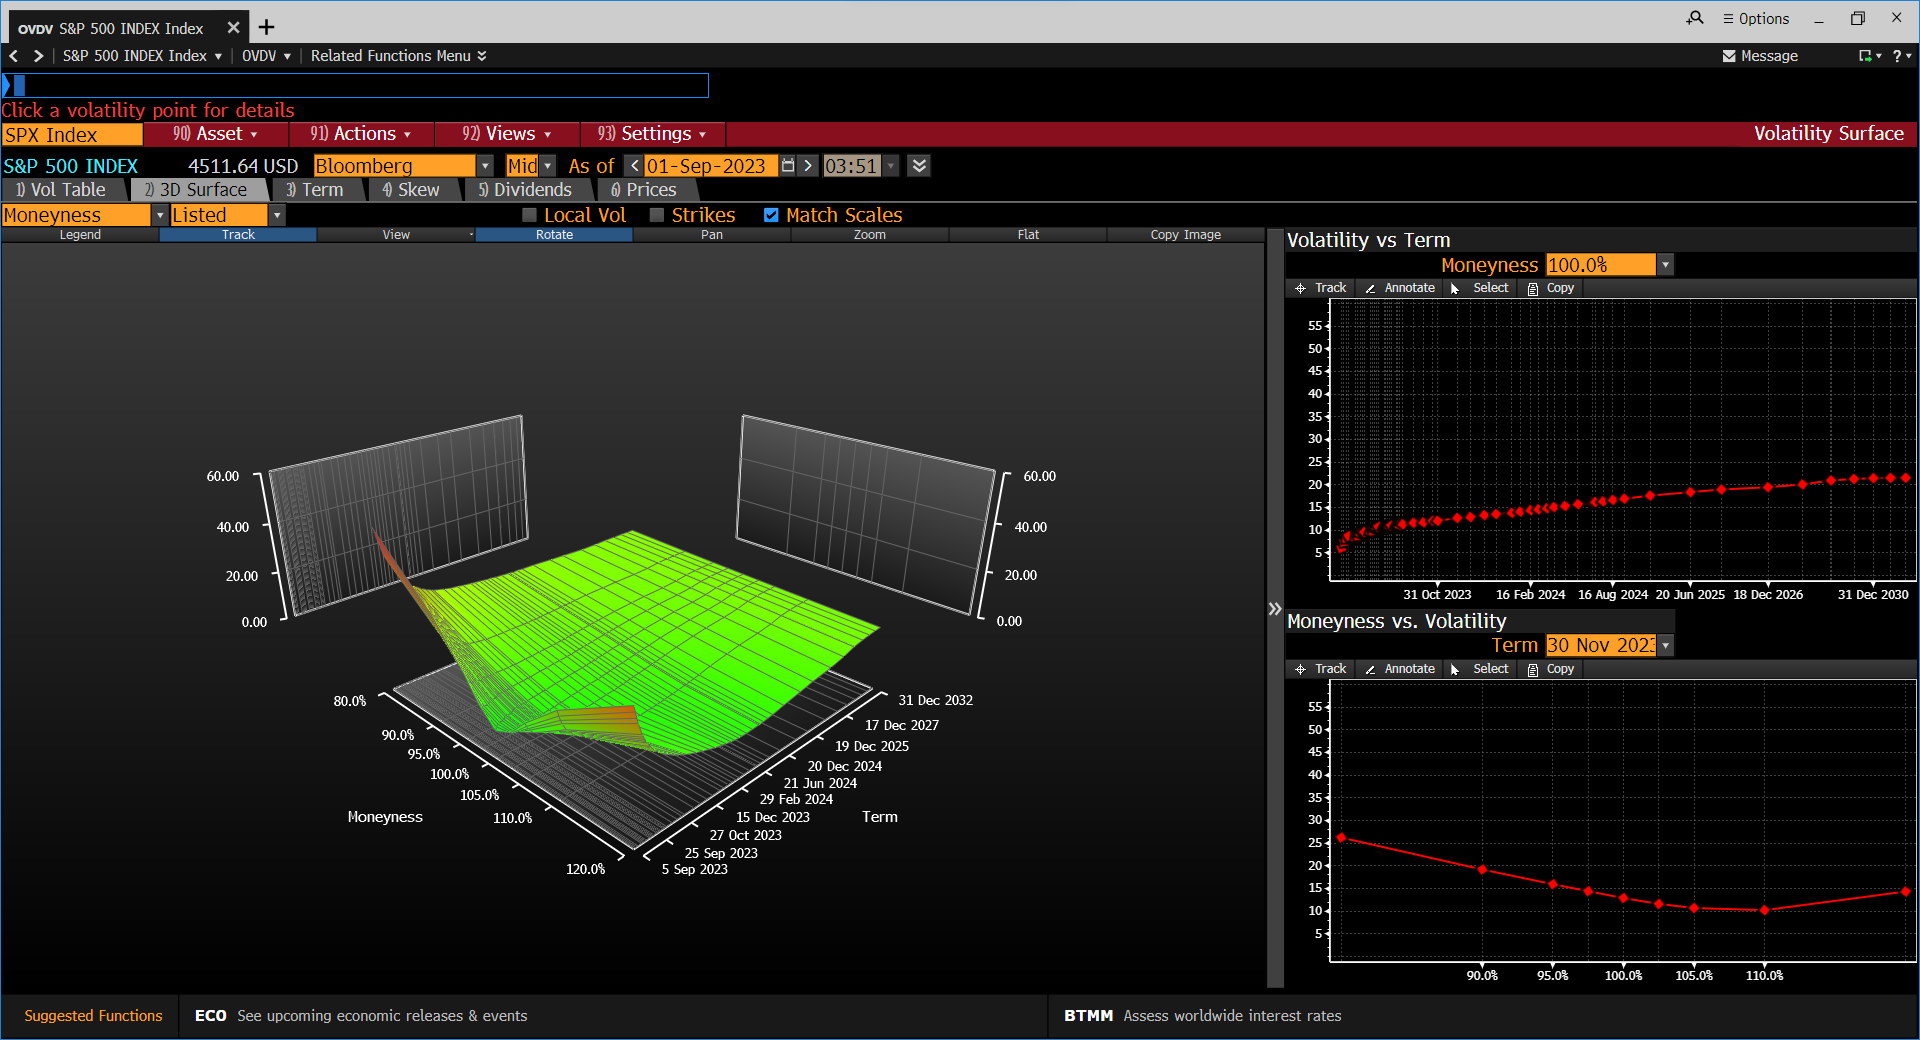 OVDV S&P 500 INDEX Index
Options
S&P 500 INDEX Index OVDV Related Functions Menu
Message ?
Click a volatility point for details
SPX Index 90) Asset 91) Actions 92) Views 93) Settings Volatility Surface
S&P 500 INDEX 4511.64 USD Bloomberg Mid As of 01-Sep-2023 03:51
1) Vol Table 2) 3D Surface 3) Term 4) Skew 5) Dividends 6) Prices
Moneyness Listed Local Vol Strikes Match Scales
Legend Track View Rotate Pan Zoom Flat Copy Image
60.00
40.00
20.00
0.00
60.00
40.00
20.00
0.00
80.0%
90.0%
95.0%
100.0%
105.0%
110.0%
120.0%
Moneyness
31 Dec 2032
17 Dec 2027
19 Dec 2025
20 Dec 2024
21 Jun 2024
29 Feb 2024
15 Dec 2023
27 Oct 2023
25 Sep 2023
5 Sep 2023
Term
Volatility vs Term
Moneyness 100.0%
Track Annotate Select Copy
55
50
45
40
35
30
25
20
15
10
5
31 Oct 2023 16 Feb 2024 16 Aug 2024 20 Jun 2025 18 Dec 2026 31 Dec 2030
Moneyness vs. Volatility
Term 30 Nov 2023
Track Annotate Select Copy
55
50
45
40
35
30
25
20
15
10
5
90.0% 95.0% 100.0% 105.0% 110.0%
Suggested Functions ECO See upcoming economic releases & events BTMM Assess worldwide interest rates